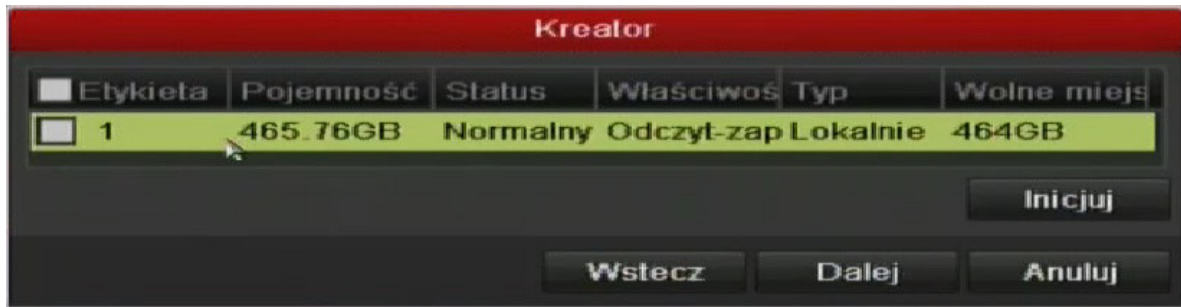 Kreator
Etykieta Pojemność Status Właściwoś Typ Wolne miejs
1 465.76GB Normalny Odczyt-zap Lokalnie 464GB
Inicjuj
Wstecz Dalej Anuluj